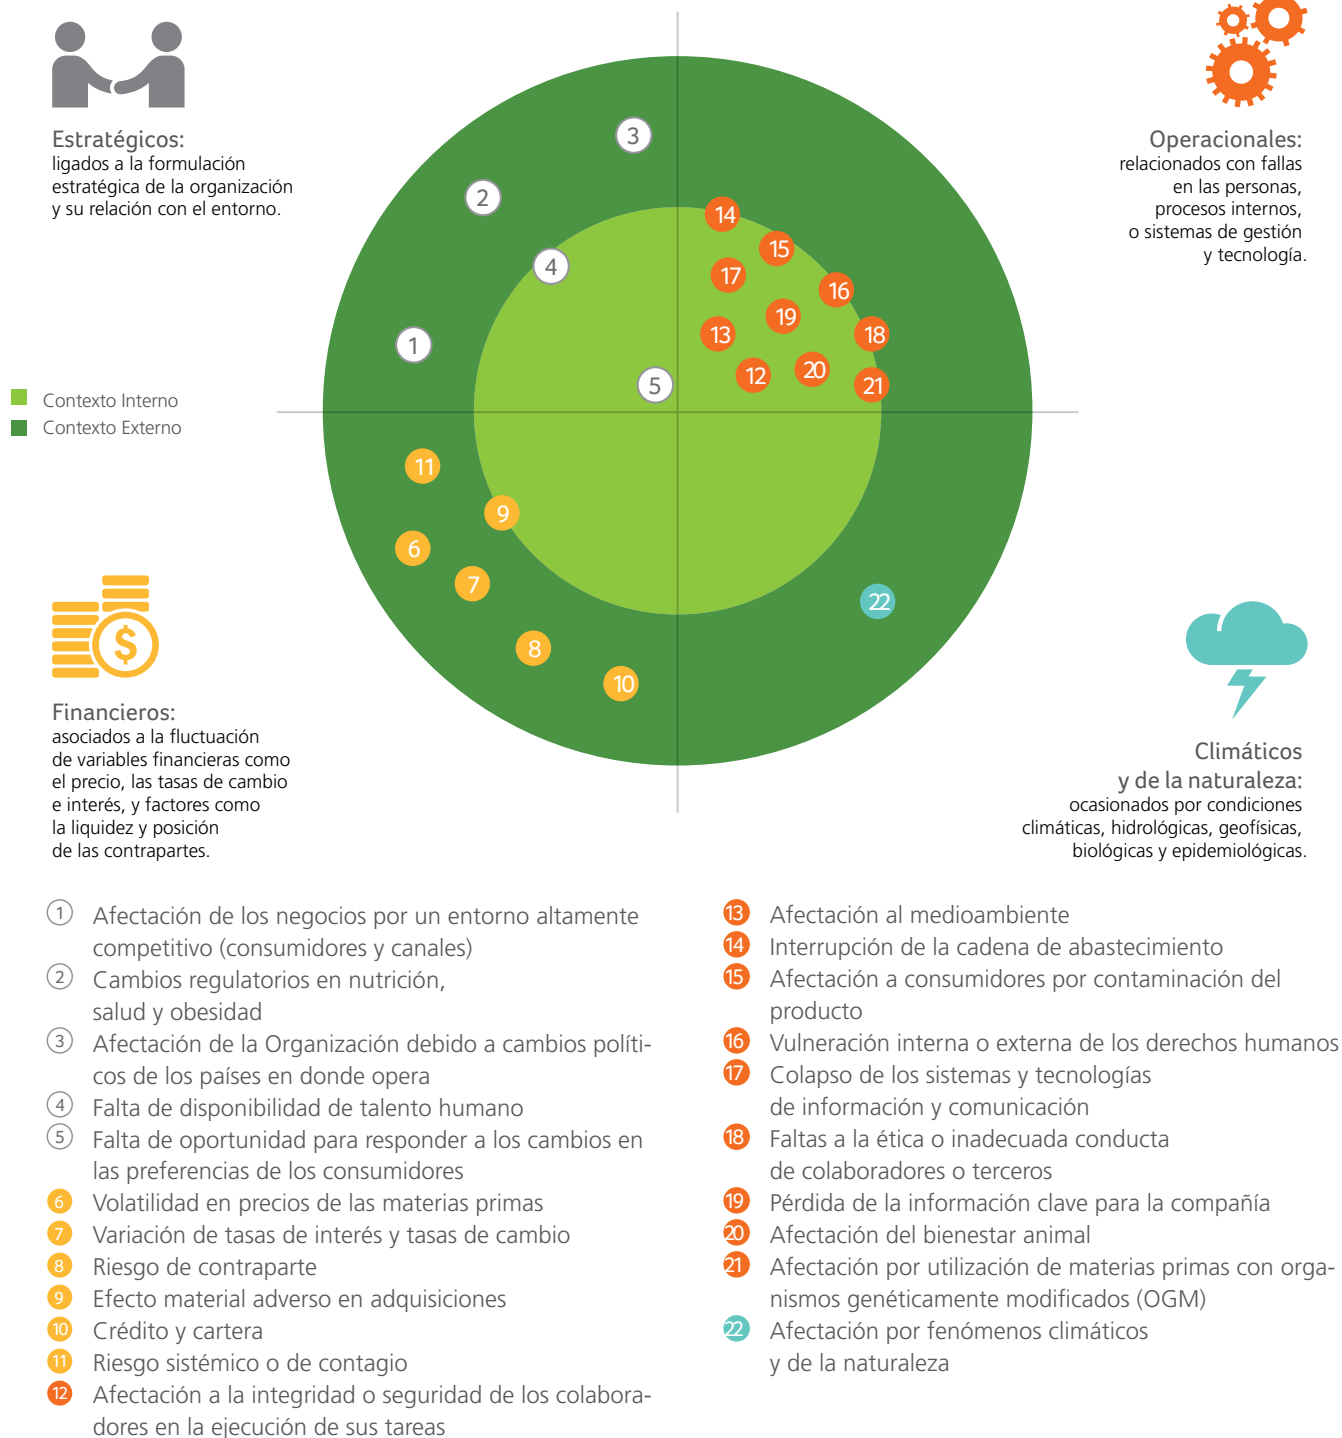 Estratégicos:
ligados a la formulación
estratégica de la organización
y su relación con el entorno.
Operacionales:
relacionados con fallas
en las personas,
procesos internos,
o sistemas de gestión
y tecnología.
3
2
4
1
5
14
15
17
16
19
13
18
20
12
21
Contexto Interno
Contexto Externo
11
9
6
7
8
10
22
$
Financieros:
asociados a la fluctuación
de variables financieras como
el precio, las tasas de cambio
e interés, y factores como
la liquidez y posición
de las contrapartes.
Climáticos
y de la naturaleza:
ocasionados por condiciones
climáticas, hidrológicas, geofísicas,
biológicas y epidemiológicas.
1 Afectación de los negocios por un entorno altamente
competitivo (consumidores y canales)
2 Cambios regulatorios en nutrición,
salud y obesidad
3 Afectación de la Organización debido a cambios políti-
cos de los países en donde opera
4 Falta de disponibilidad de talento humano
5 Falta de oportunidad para responder a los cambios en
las preferencias de los consumidores
6 Volatilidad en precios de las materias primas
7 Variación de tasas de interés y tasas de cambio
8 Riesgo de contraparte
9 Efecto material adverso en adquisiciones
10 Crédito y cartera
11 Riesgo sistémico o de contagio
12 Afectación a la integridad o seguridad de los colabora-
dores en la ejecución de sus tareas
13 Afectación al medioambiente
14 Interrupción de la cadena de abastecimiento
15 Afectación a consumidores por contaminación del
producto
16 Vulneración interna o externa de los derechos humanos
17 Colapso de los sistemas y tecnologías
de información y comunicación
18 Faltas a la ética o inadecuada conducta
de colaboradores o terceros
19 Pérdida de la información clave para la compañía
20 Afectación del bienestar animal
21 Afectación por utilización de materias primas con orga-
nismos genéticamente modificados (OGM)
22 Afectación por fenómenos climáticos
y de la naturaleza